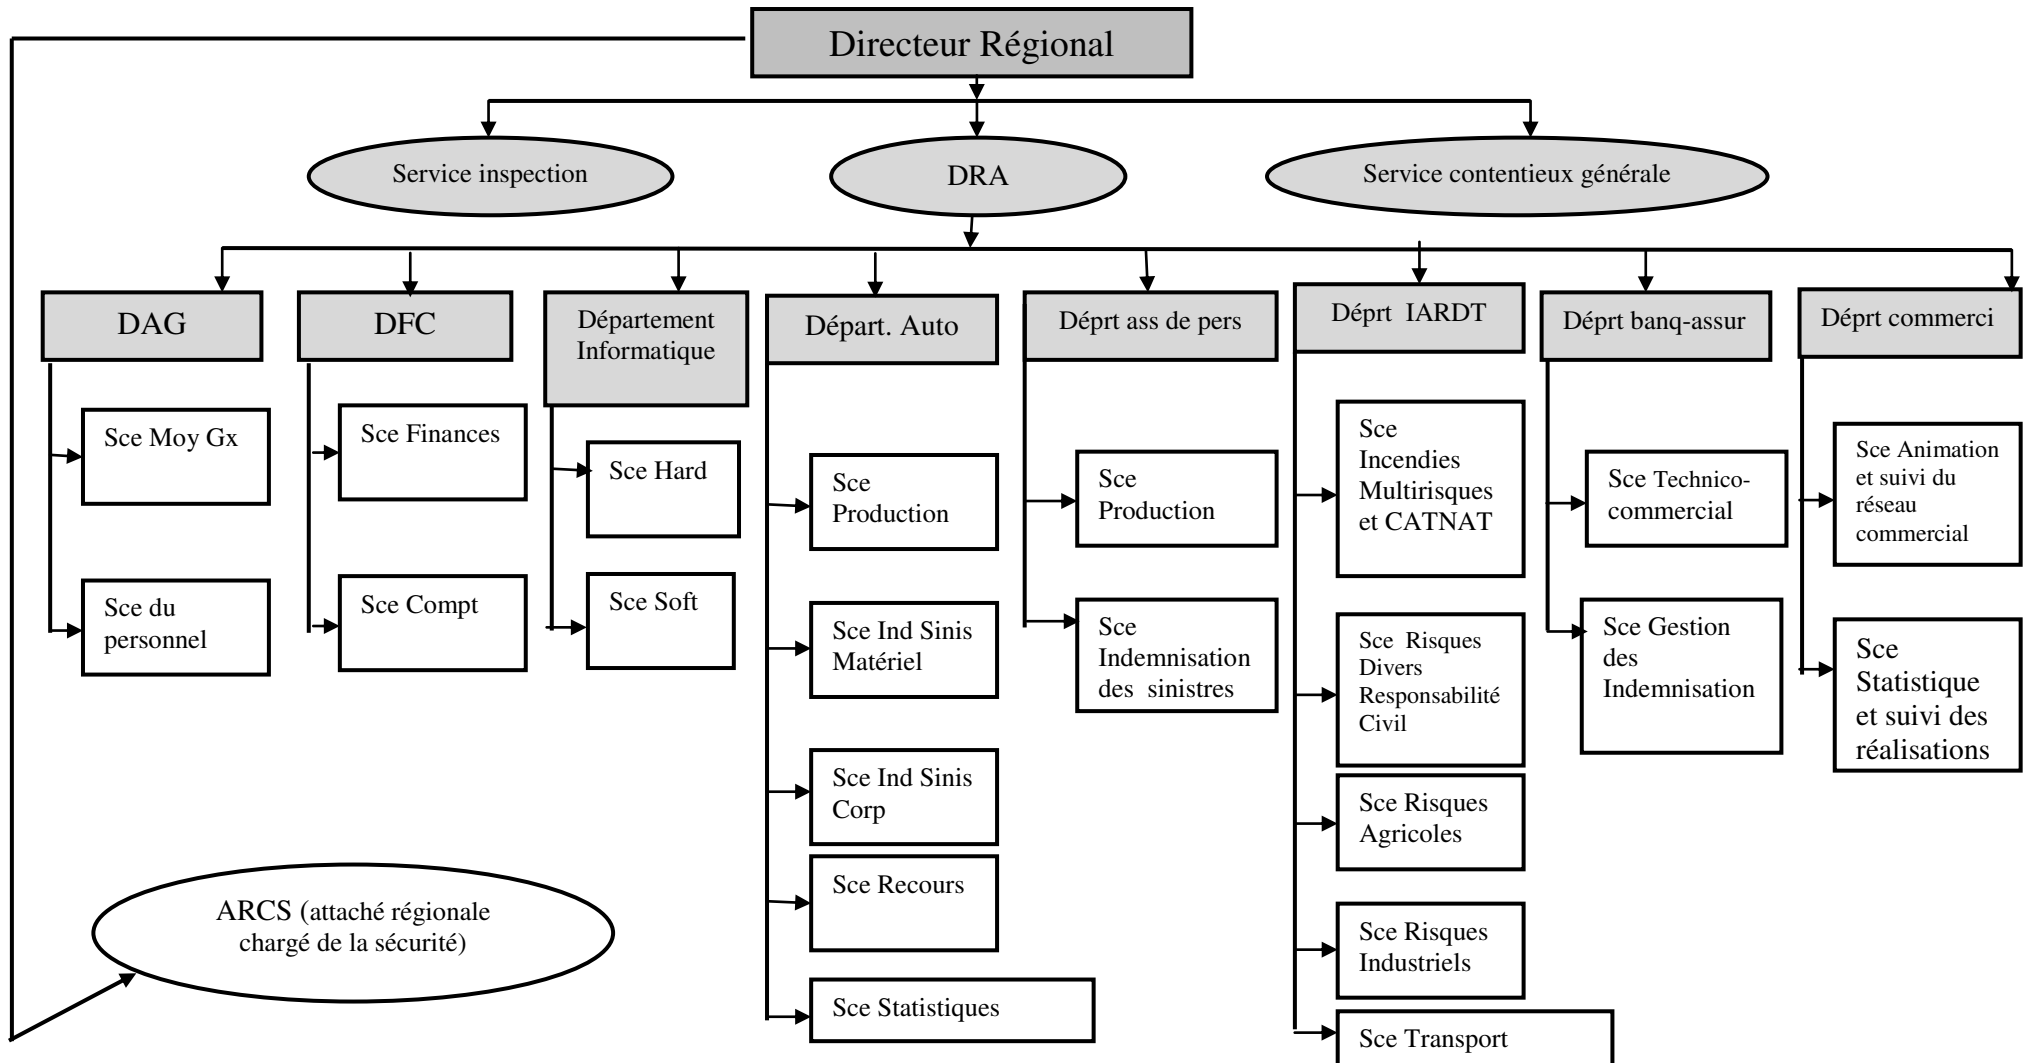 Directeur Régional
Service inspection
DRA
Service contentieux générale
DAG
DFC
Département
Informatique
Départ. Auto
Déprt ass de pers
Déprt  IARDT
Déprt banq-assur
Déprt commerci
Sce Moy Gx
Sce du
personnel
Sce Finances
Sce Compt
Sce Hard
Sce Soft
Sce
Production
Sce Ind Sinis
Matériel
Sce Ind Sinis
Corp
Sce Recours
Sce Statistiques
Sce
Production
Sce
Indemnisation
des  sinistres
Sce
Incendies
Multirisques
et CATNAT
Sce  Risques
Divers
Responsabilité
Civil
Sce Risques
Agricoles
Sce Risques
Industriels
Sce Transport
Sce Technico-
commercial
Sce Gestion
des
Indemnisation
Sce Animation
et suivi du
réseau
commercial
Sce
Statistique
et suivi des
réalisations
ARCS (attaché régionale
chargé de la sécurité)